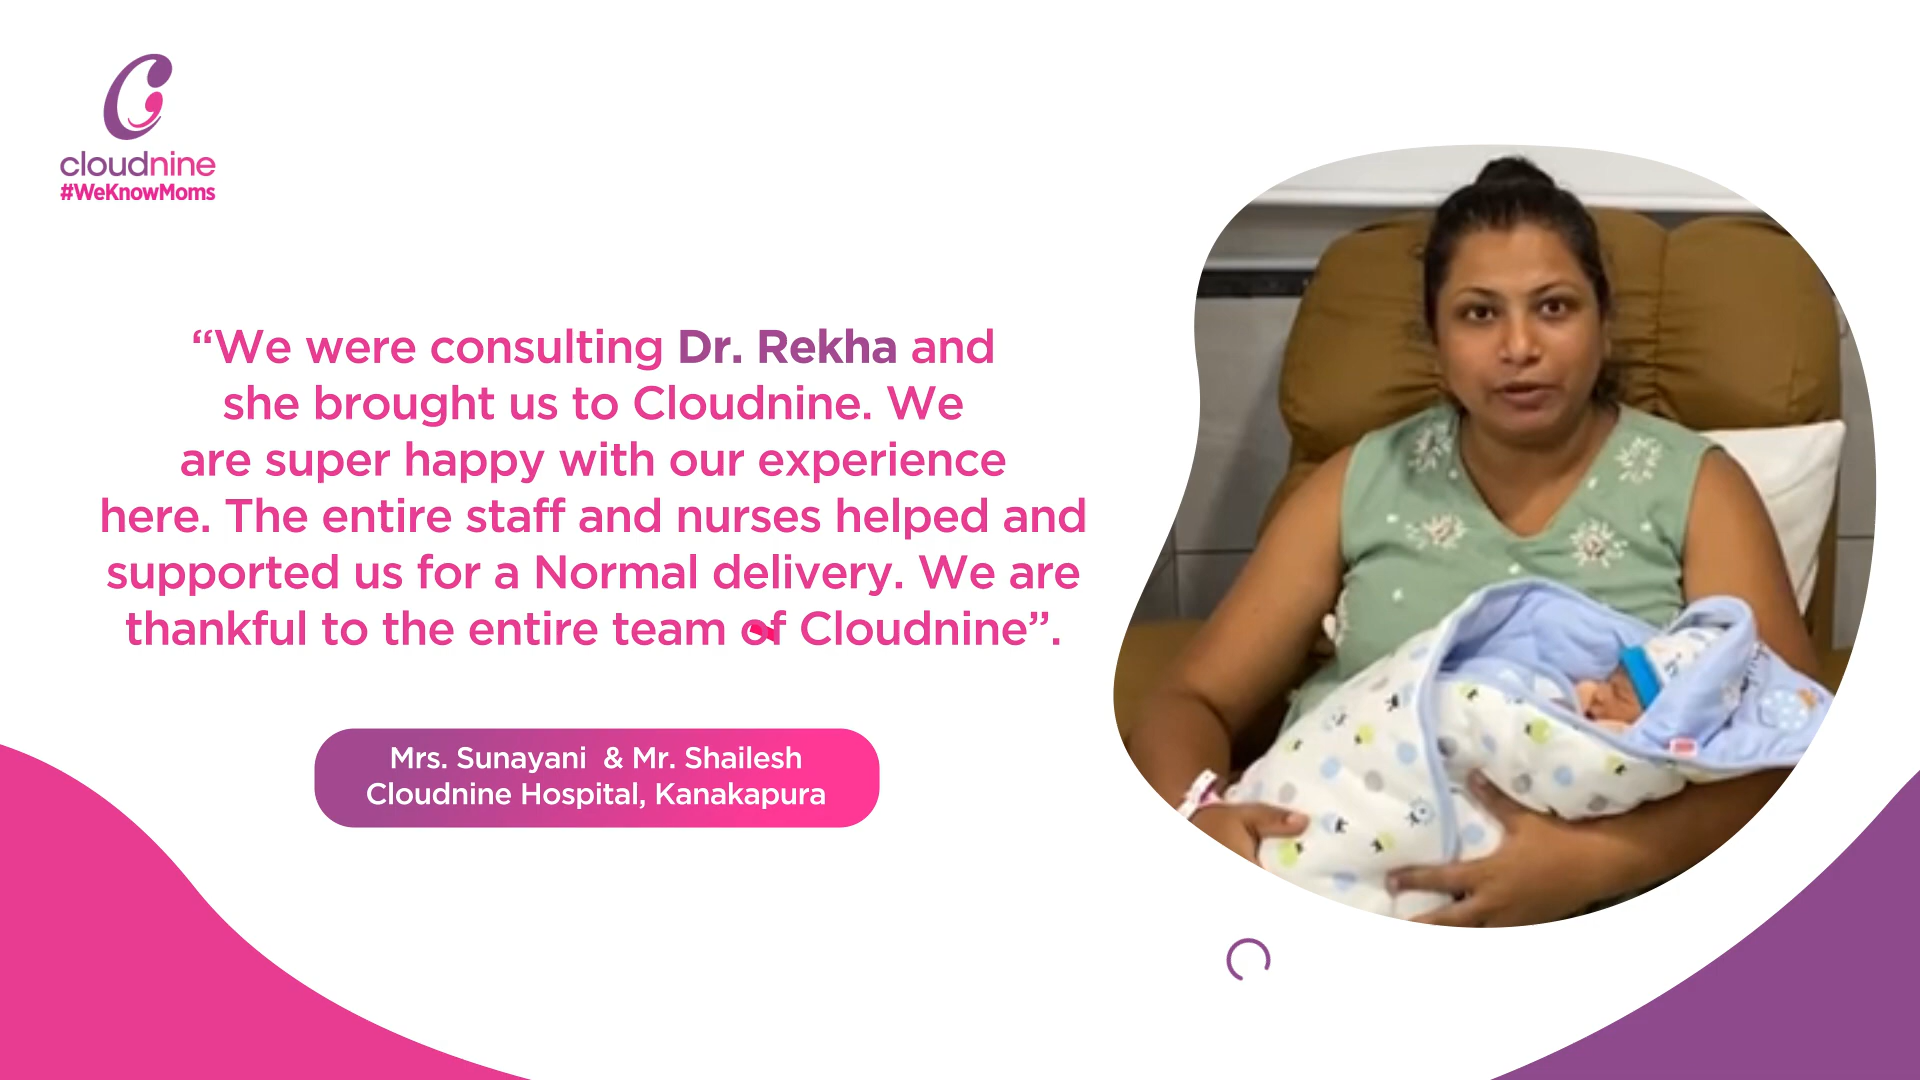 cloudnine
#WeKnowMoms
“We were consulting Dr. Rekha and
she brought us to Cloudnine. We
are super happy with our experience
here. The entire staff and nurses helped and
supported us for a Normal delivery. We are
thankful to the entire team of Cloudnine”.
Mrs. Sunayani & Mr. Shailesh
Cloudnine Hospital, Kanakapura